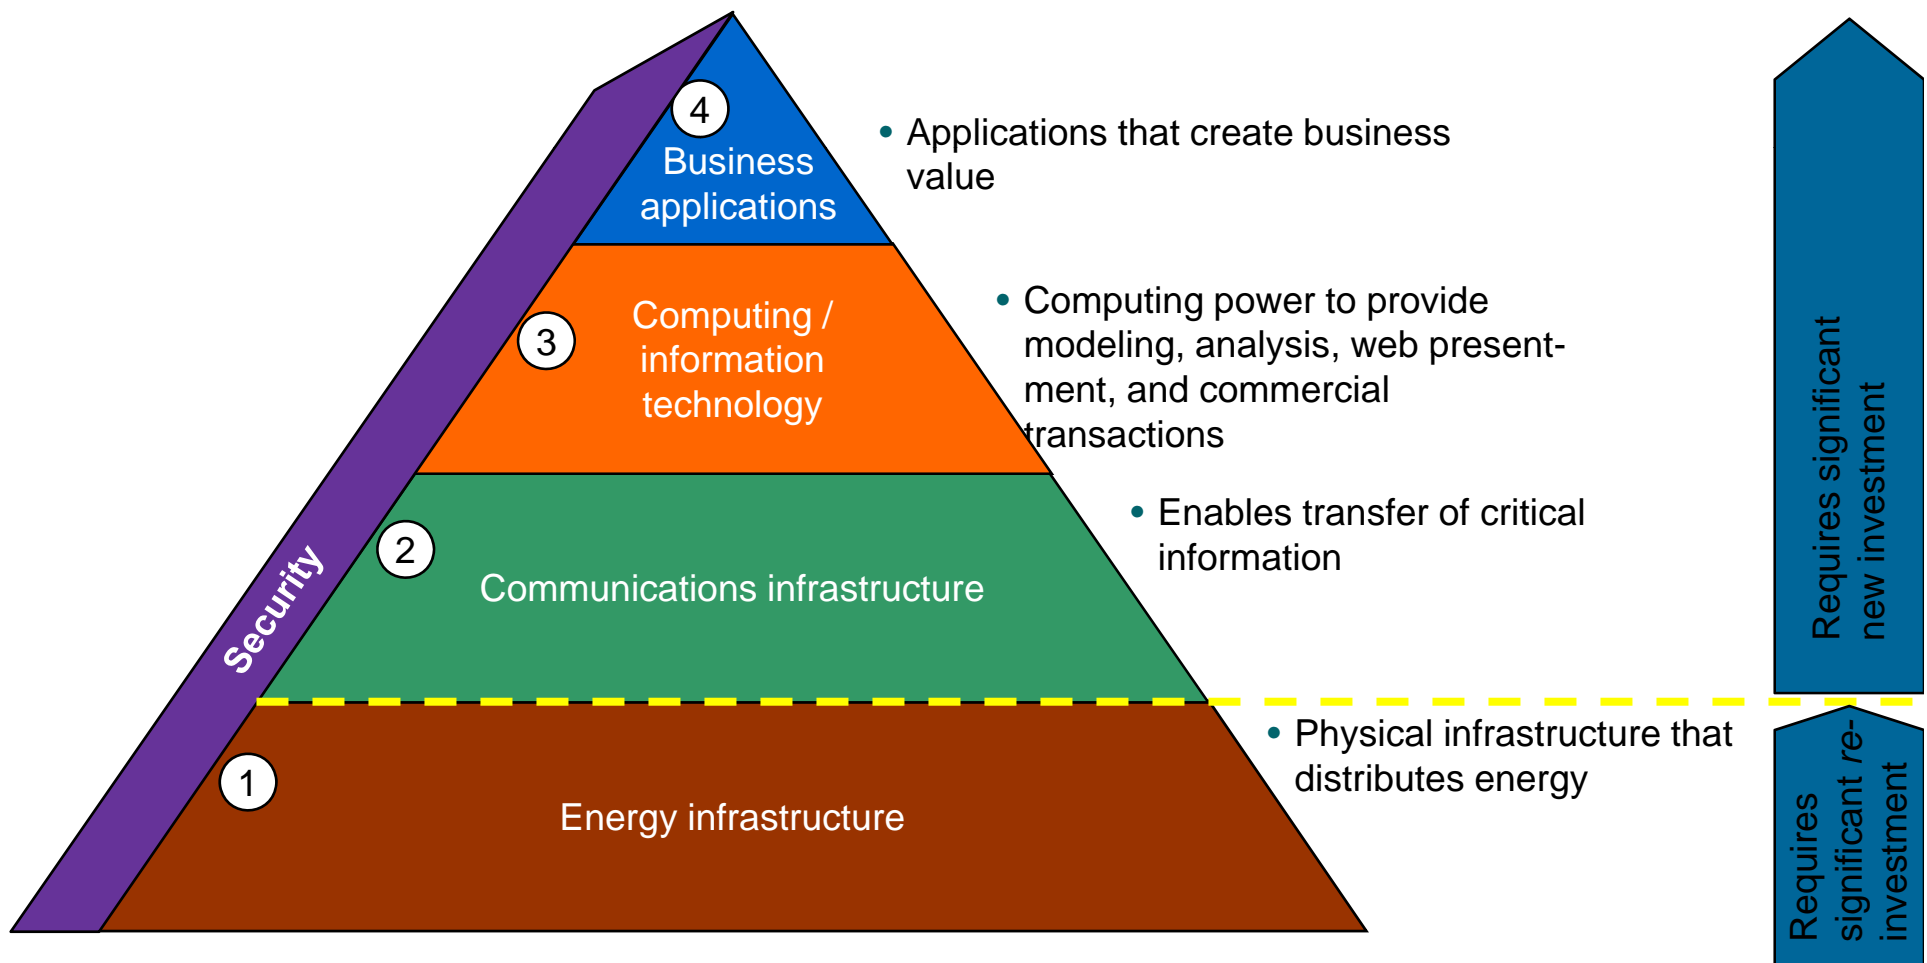 4
Business
applications
• Applications that create business
value
3
Computing /
information
technology
• Computing power to provide
modeling, analysis, web present-
ment, and commercial
transactions
2
Communications infrastructure
• Enables transfer of critical
information
Security
1
Energy infrastructure
• Physical infrastructure that
distributes energy
Requires significant
new investment
Requires
significant re-
investment